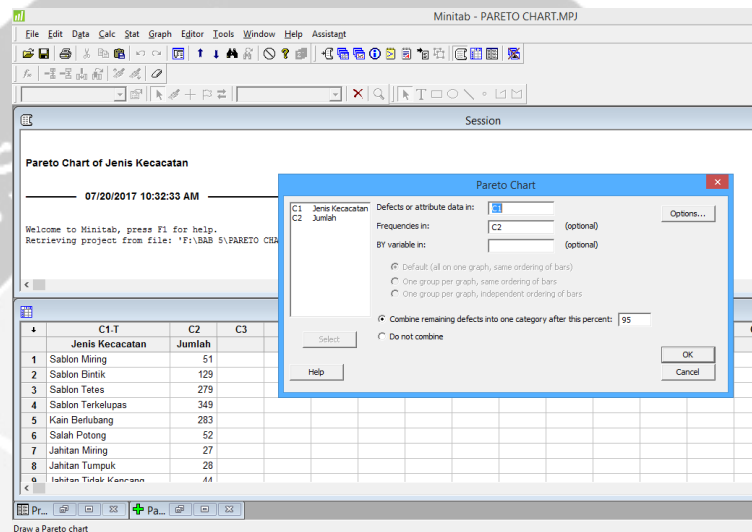 Minitab - PARETO CHART.MPJ
File Edit Data Calc Stat Graph Editor Tools Window Help Assistant
Session
Pareto Chart of Jenis Kecacatan
07/20/2017 10:32:33 AM
Welcome to Minitab, press F1 for help.
Retrieving project from file: 'F:\BAB 5\PARETO CHA
Pareto Chart
C1 Jenis Kecacatan
C2 Jumlah
Defects or attribute data in: C1
Frequencies in: C2 (optional)
BY variable in: (optional)
Default (all on one graph, same ordering of bars)
One group per graph, same ordering of bars
One group per graph, independent ordering of bars
Combine remaining defects into one category after this percent: 95
Do not combine
Options...
Select
Help
OK
Cancel
C1-T C2 C3
Jenis Kecacatan Jumlah
1 Sablon Miring 51
2 Sablon Bintik 129
3 Sablon Tetes 279
4 Sablon Terkelupas 349
5 Kain Berlubang 283
6 Salah Potong 52
7 Jahitan Miring 27
8 Jahitan Tumpuk 28
9 Jahitan Tidak Kencang 44
Pr... Pa...
Draw a Pareto chart